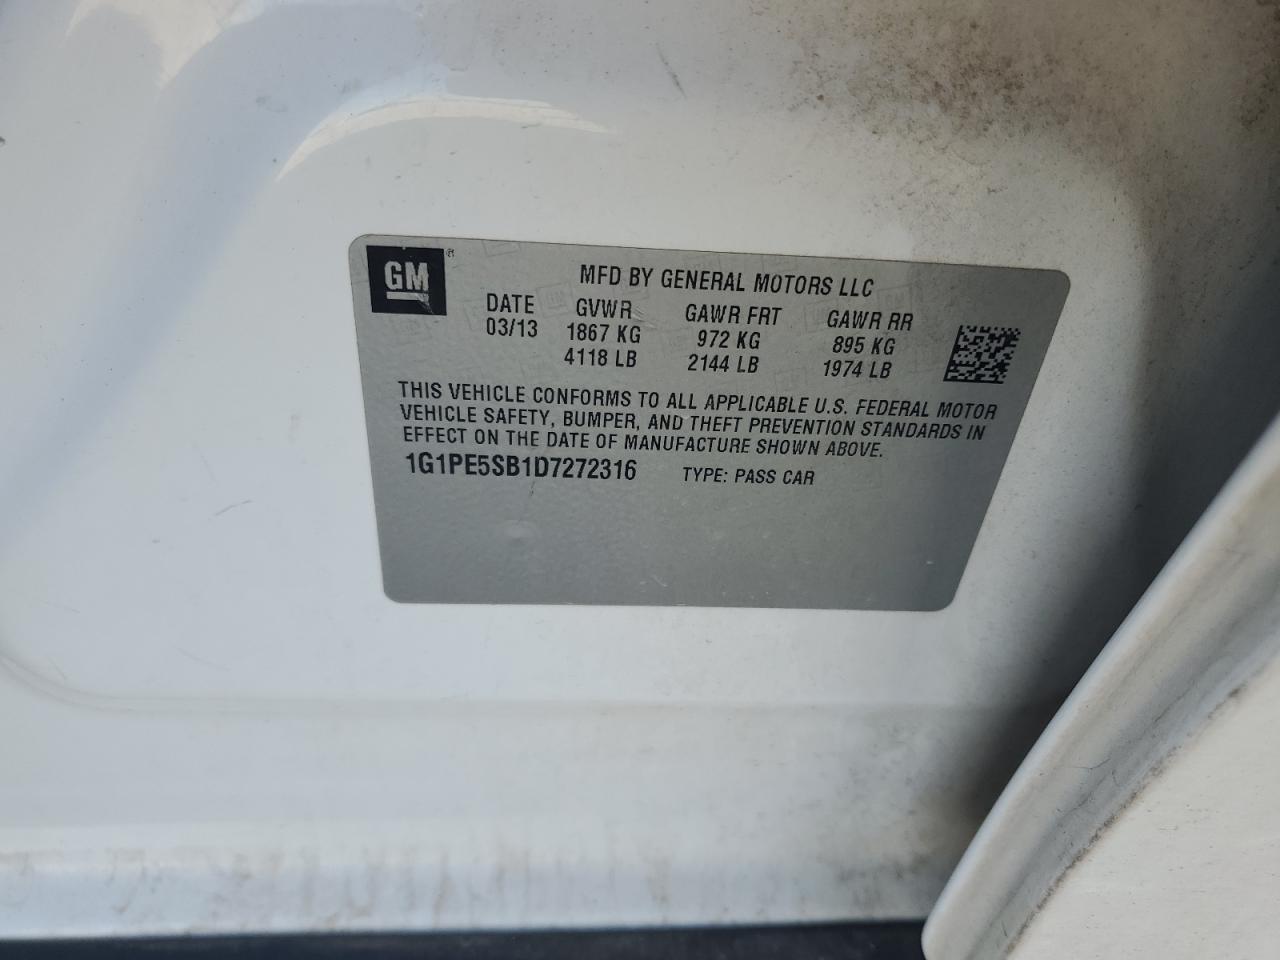 GM ®
MFD BY GENERAL MOTORS LLC
DATE GVWR GAWR FRT GAWR RR
03/13 1867 KG 972 KG 895 KG
4118 LB 2144 LB 1974 LB
THIS VEHICLE CONFORMS TO ALL APPLICABLE U.S. FEDERAL MOTOR
VEHICLE SAFETY, BUMPER, AND THEFT PREVENTION STANDARDS IN
EFFECT ON THE DATE OF MANUFACTURE SHOWN ABOVE.
1G1PE5SB1D7272316 TYPE: PASS CAR